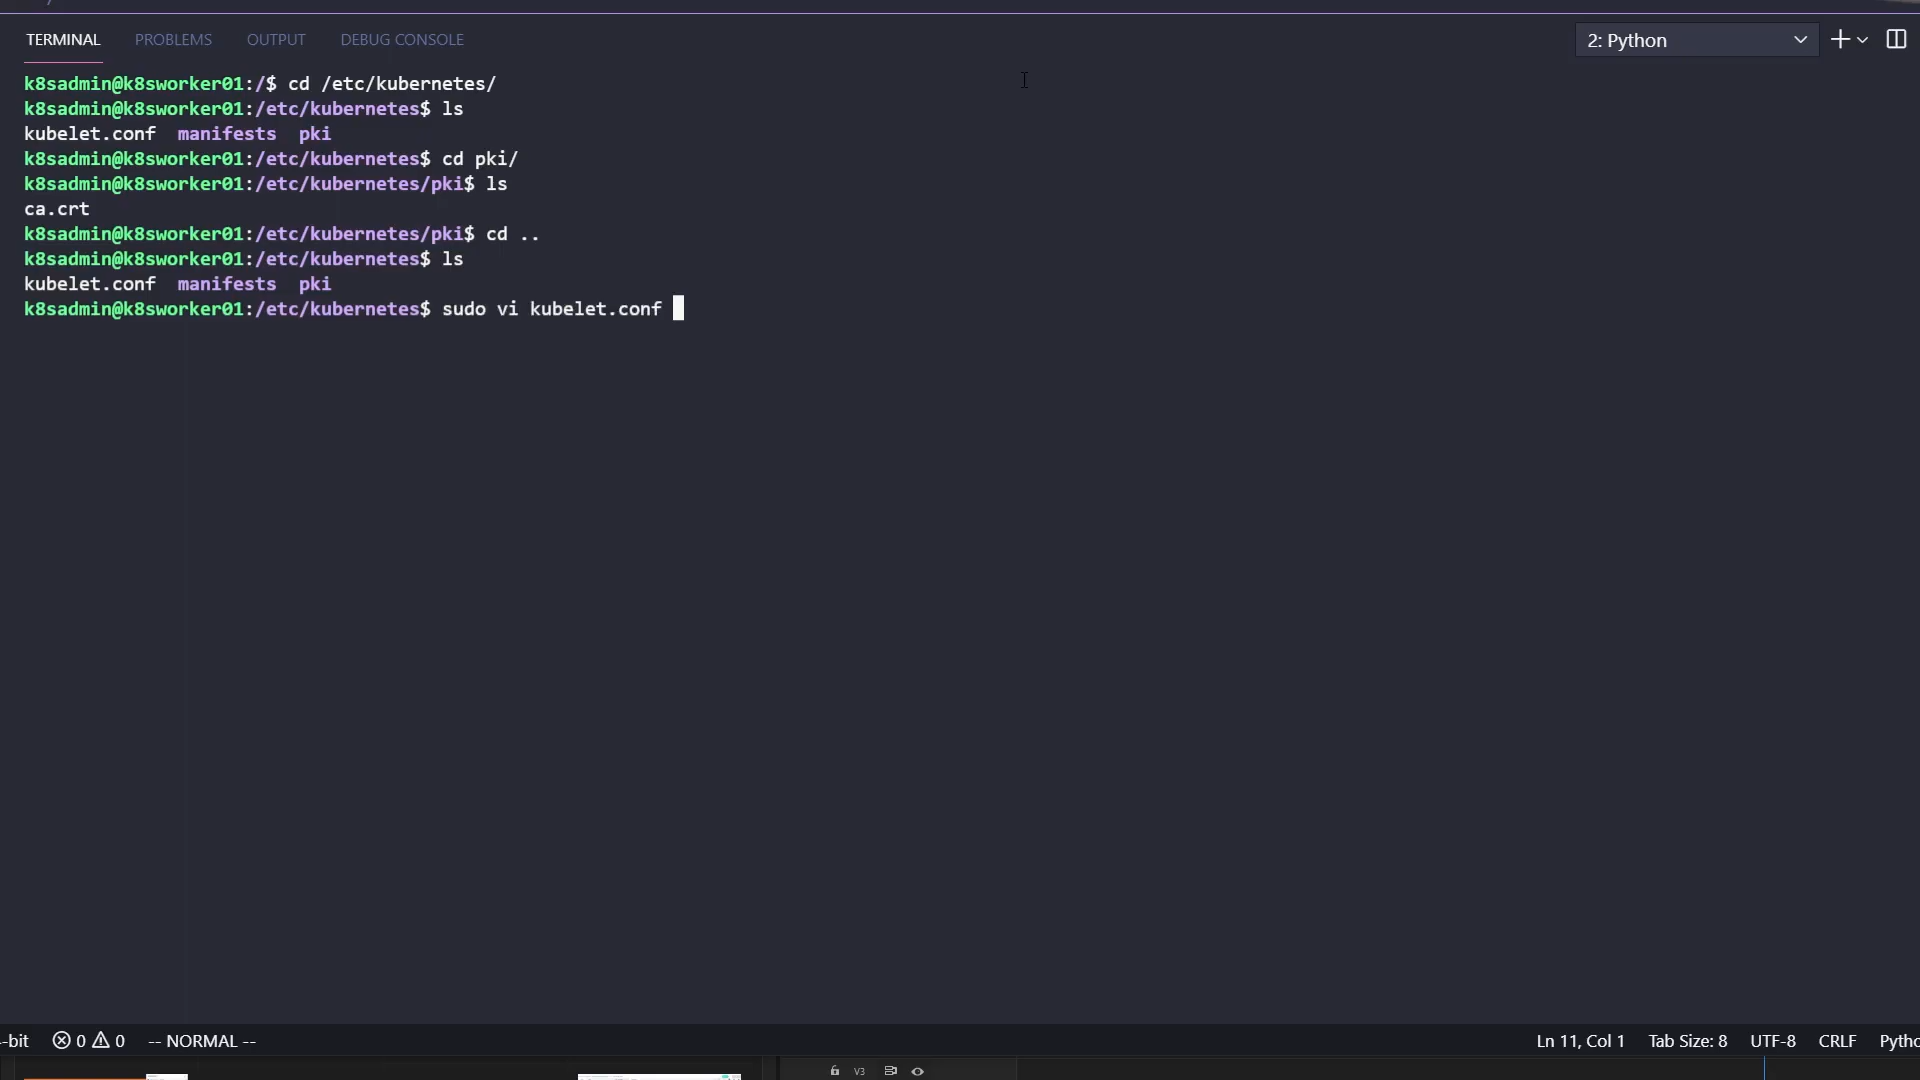 TERMINAL PROBLEMS OUTPUT DEBUG CONSOLE 2: Python
k8sadmin@k8sworker01:/$ cd /etc/kubernetes/
k8sadmin@k8sworker01:/etc/kubernetes$ ls
kubelet.conf manifests pki
k8sadmin@k8sworker01:/etc/kubernetes$ cd pki/
k8sadmin@k8sworker01:/etc/kubernetes/pki$ ls
ca.crt
k8sadmin@k8sworker01:/etc/kubernetes/pki$ cd ..
k8sadmin@k8sworker01:/etc/kubernetes$ ls
kubelet.conf manifests pki
k8sadmin@k8sworker01:/etc/kubernetes$ sudo vi kubelet.conf
-bit 0 0 -- NORMAL -- Ln 11, Col 1 Tab Size: 8 UTF-8 CRLF Pytho
V3